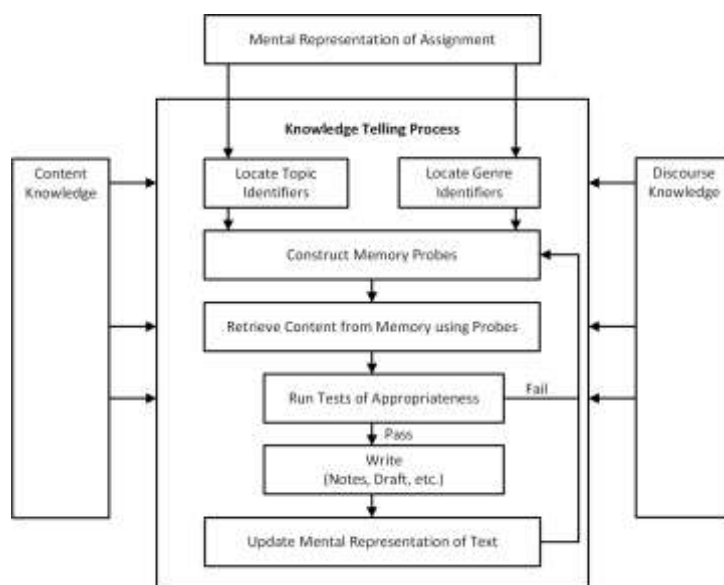 Mental Representation of Assignment
Knowledge Telling Process
Content
Knowledge
Locate Topic
Identifiers
Locate Genre
Identifiers
Discourse
Knowledge
Construct Memory Probes
Retrieve Content from Memory using Probes
Run Tests of Appropriateness
Fail
Pass
Write
(Notes, Draft, etc.)
Update Mental Representation of Text